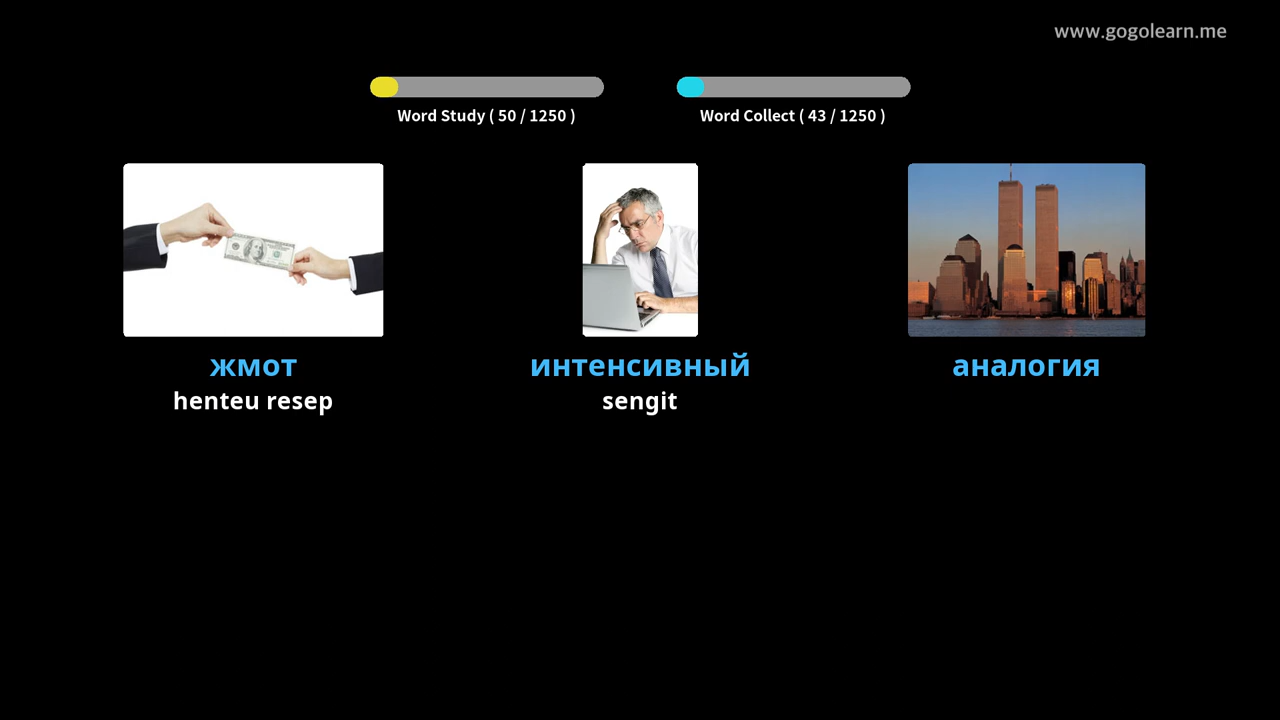 www.gogolearn.me
Word Study ( 50 / 1250 )
Word Collect ( 43 / 1250 )
жмот
интенсивный
аналогия
henteu resep
sengit